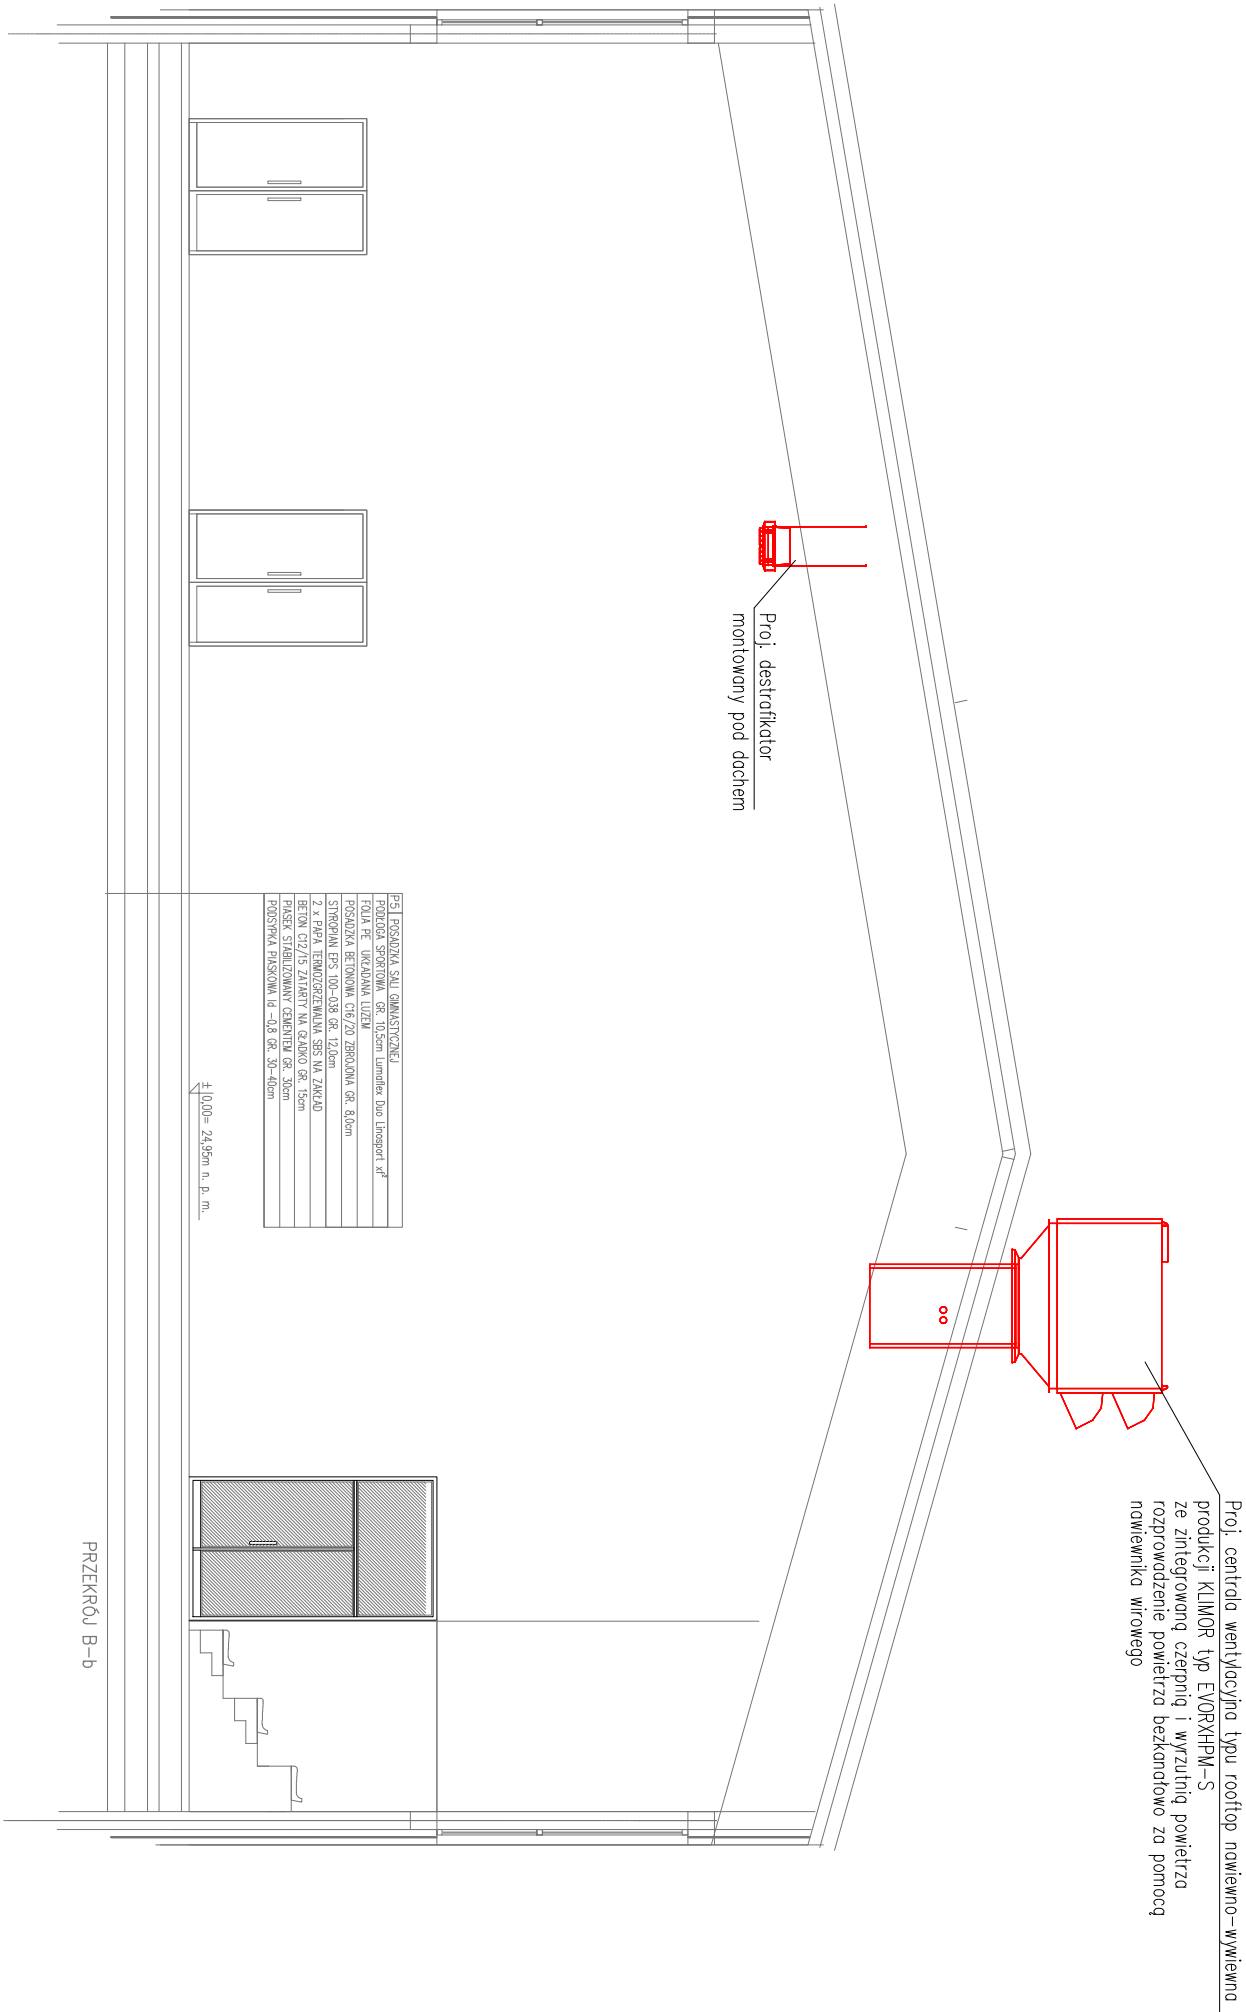 Proj. centrala wentylacyjna typu rooftop nawiewno-wywiewna
produkcji KLIMOR typ EVORXHPM-S
ze zintegrowaną czerpnią i wyrzutnią powietrza
rozprowadzenie powietrza bezkanałowo za pomocą
nawiewnika wirowego
Proj. destrafikator
montowany pod dachem
P5 POSADZKA SALI GIMNASTYCZNEJ
PODŁOGA SPORTOWA GR. 10,5cm Lumaflex Duo Linosport xf²
FOLIA PE UKŁADANA LUZEM
POSADZKA BETONOWA C16/20 ZBROJONA GR. 8,0cm
STYROPIAN EPS 100-038 GR. 12,0cm
2 x PAPA TERMOZGRZEWALNA SBS NA ZAKŁAD
BETON C12/15 ZATARTY NA GŁADKO GR. 15cm
PIASEK STABILIZOWANY CEMENTEM GR. 30cm
PODSYPKA PIASKOWA Id -0,8 GR. 30-40cm
± 0,00= 24,95m n. p. m.
PRZEKRÓJ B-b